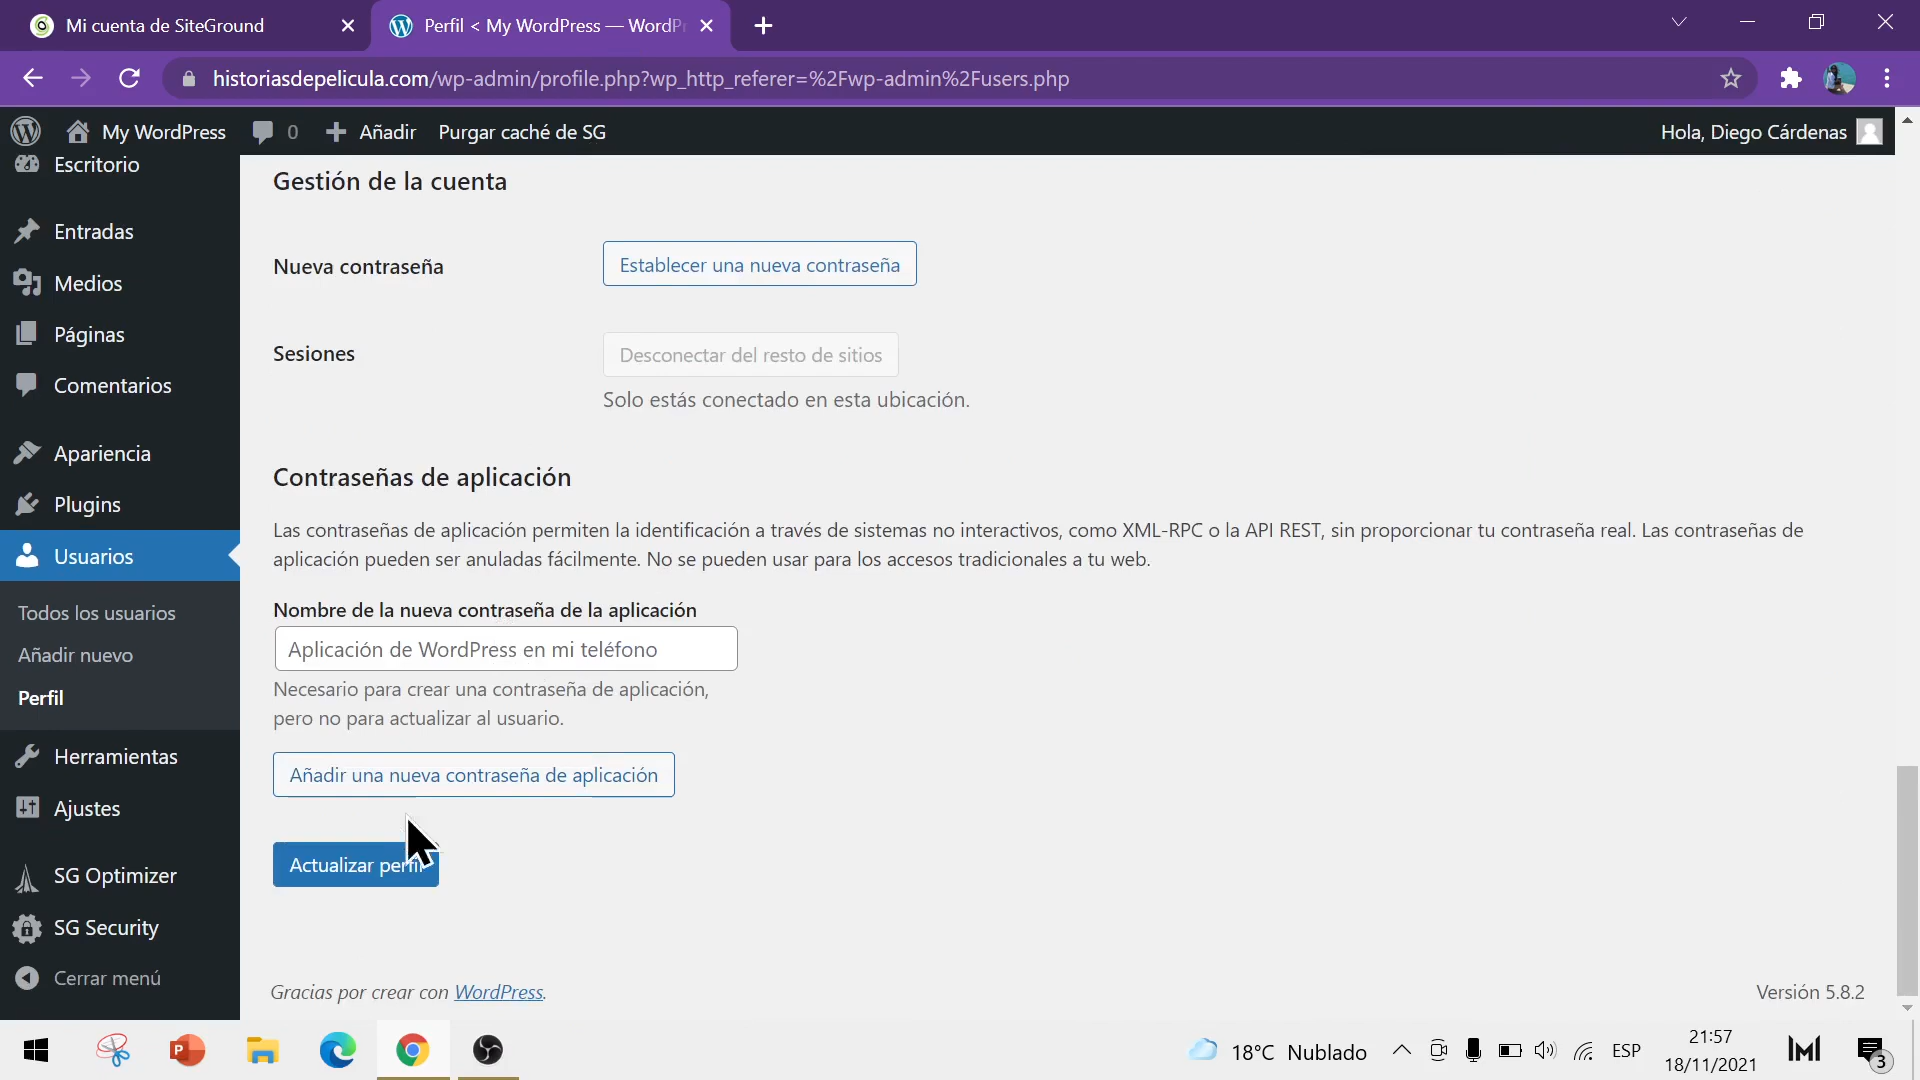 Mi cuenta de SiteGround
Perfil < My WordPress — WordPr
historiasdepelicula.com/wp-admin/profile.php?wp_http_referer=%2Fwp-admin%2Fusers.php
My WordPress
0
Añadir
Purgar caché de SG
Hola, Diego Cárdenas
Escritorio
Entradas
Medios
Páginas
Comentarios
Apariencia
Plugins
Usuarios
Todos los usuarios
Añadir nuevo
Perfil
Herramientas
Ajustes
SG Optimizer
SG Security
Cerrar menú
Gestión de la cuenta
Nueva contraseña
Establecer una nueva contraseña
Sesiones
Desconectar del resto de sitios
Solo estás conectado en esta ubicación.
Contraseñas de aplicación
Las contraseñas de aplicación permiten la identificación a través de sistemas no interactivos, como XML-RPC o la API REST, sin proporcionar tu contraseña real. Las contraseñas de
aplicación pueden ser anuladas fácilmente. No se pueden usar para los accesos tradicionales a tu web.
Nombre de la nueva contraseña de la aplicación
Aplicación de WordPress en mi teléfono
Necesario para crear una contraseña de aplicación,
pero no para actualizar al usuario.
Añadir una nueva contraseña de aplicación
Actualizar perfil
Gracias por crear con WordPress.
Versión 5.8.2
18°C Nublado
ESP
21:57
18/11/2021
3